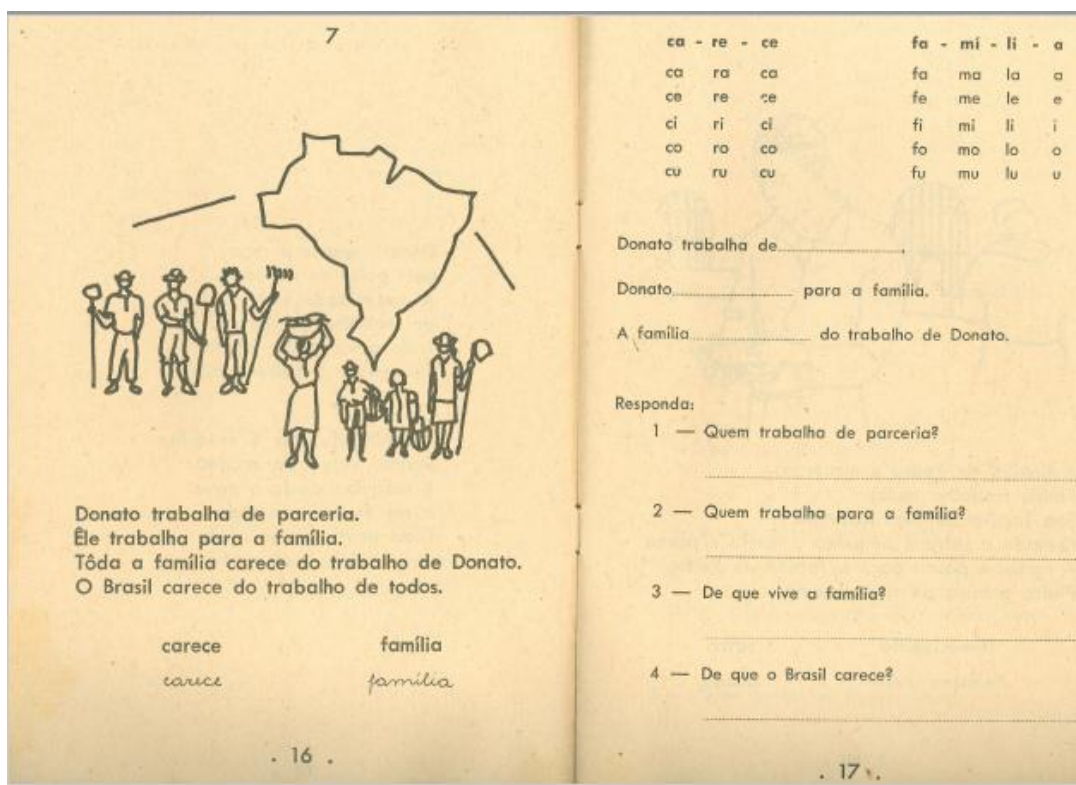 7
Donato trabalha de parceria.
Êle trabalha para a família.
Tôda a família carece do trabalho de Donato.
O Brasil carece do trabalho de todos.
carece família
carece família
. 16 .
ca - re - ce fa - mí - li - a
ca ra ca fa ma la a
ce re ce fe me le e
ci ri ci fi mi li i
co ro co fo mo lo o
cu ru cu fu mu lu u
Donato trabalha de....................
Donato.................... para a família.
A família.................... do trabalho de Donato.
Responda:
1 — Quem trabalha de parceria?
2 — Quem trabalha para a família?
3 — De que vive a família?
4 — De que o Brasil carece?
. 17 .